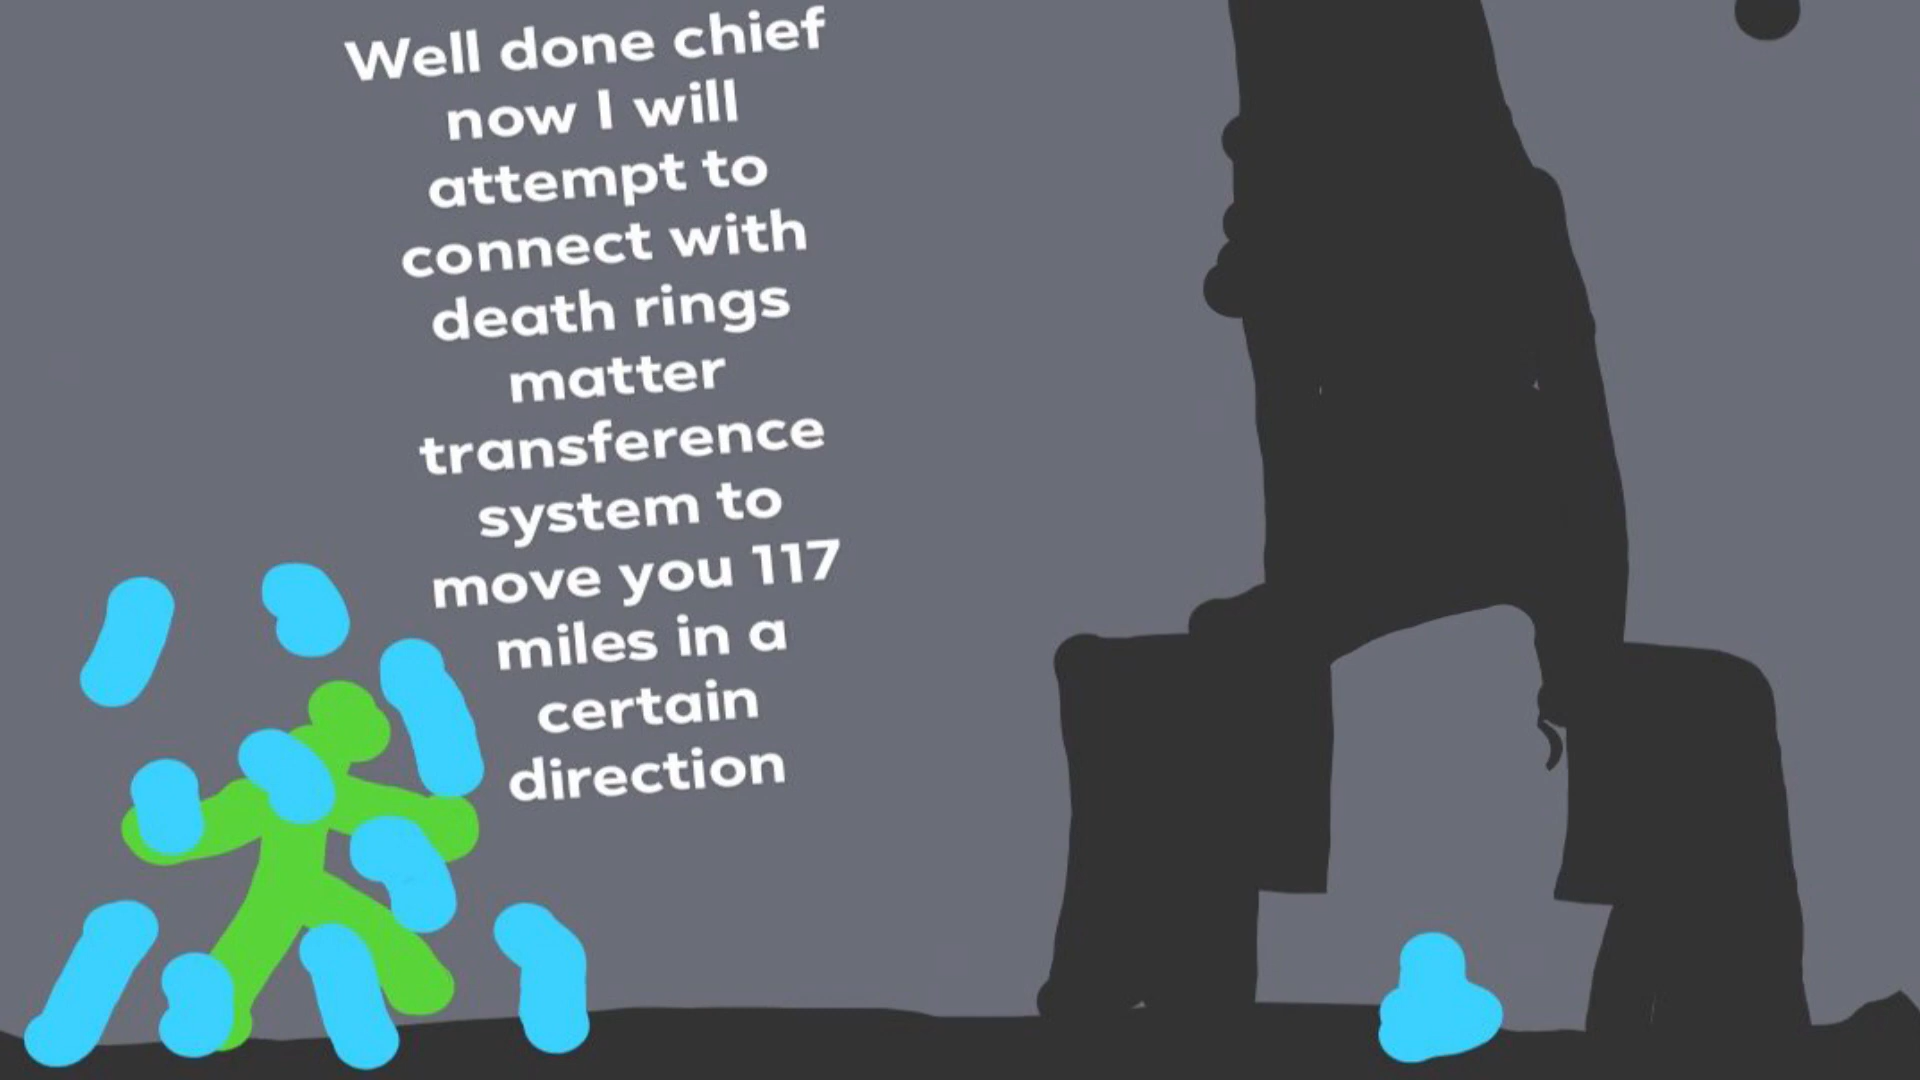 Well done chief
now I will
attempt to
connect with
death rings
matter
transference
system to
move you 117
miles in a
certain
direction